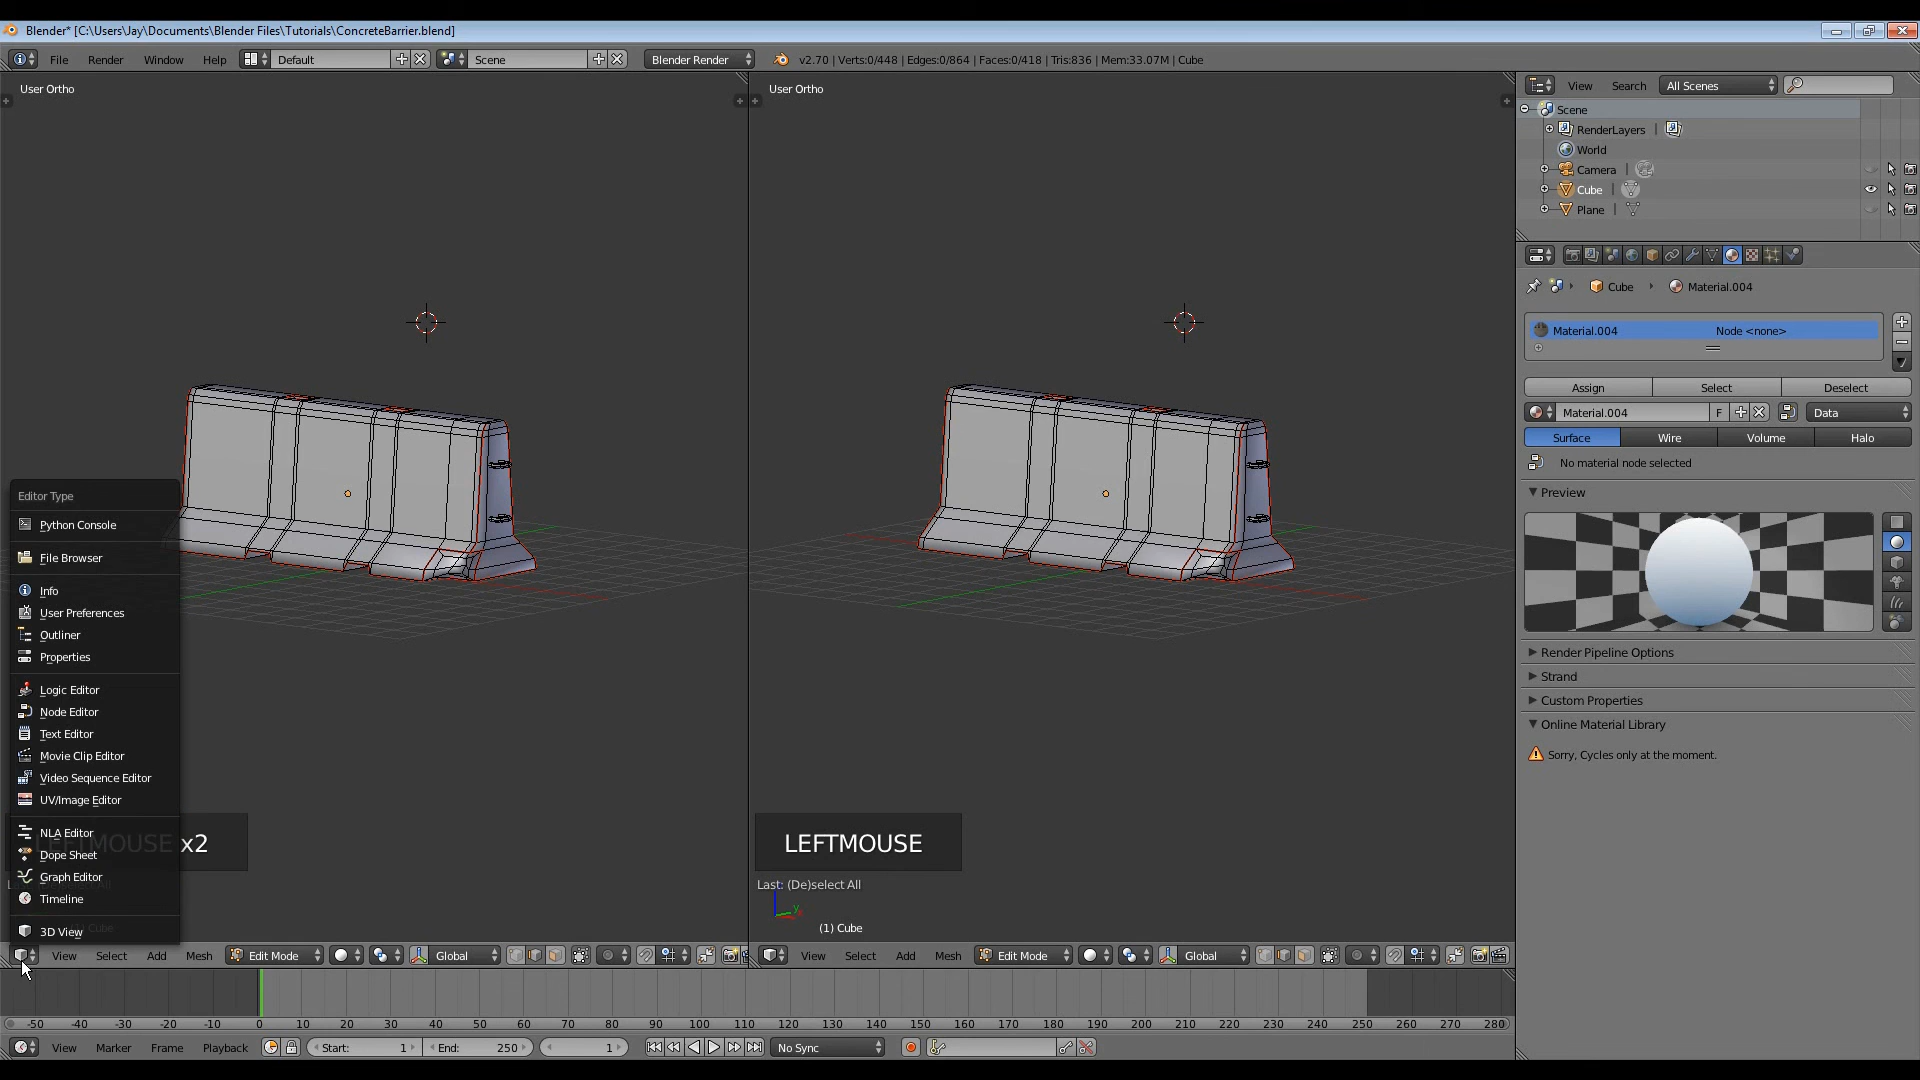 Blender* [C:\Users\Jay\Documents\Blender Files\Tutorials\ConcreteBarrier.blend]
File Render Window Help Default Scene Blender Render v2.70 | Verts:0/448 | Edges:0/864 | Faces:0/418 | Tris:836 | Mem:33.07M | Cube
User Ortho
User Ortho
View Search All Scenes
Scene
RenderLayers
World
Camera
Cube
Plane
Cube Material.004
Material.004 Node <none>
Assign Select Deselect
Material.004 F Data
Surface Wire Volume Halo
No material node selected
Preview
Render Pipeline Options
Strand
Custom Properties
Online Material Library
Sorry, Cycles only at the moment.
Editor Type
Python Console
File Browser
Info
User Preferences
Outliner
Properties
Logic Editor
Node Editor
Text Editor
Movie Clip Editor
Video Sequence Editor
UV/Image Editor
NLA Editor
Dope Sheet
Graph Editor
Timeline
3D View
LEFTMOUSE x2
LEFTMOUSE
Last: (De)select All
y
(1) Cube
View Select Add Mesh Edit Mode Global
View Select Add Mesh Edit Mode Global
-50 -40 -30 -20 -10 0 10 20 30 40 50 60 70 80 90 100 110 120 130 140 150 160 170 180 190 200 210 220 230 240 250 260 270 280
View Marker Frame Playback Start: 1 End: 250 1 No Sync